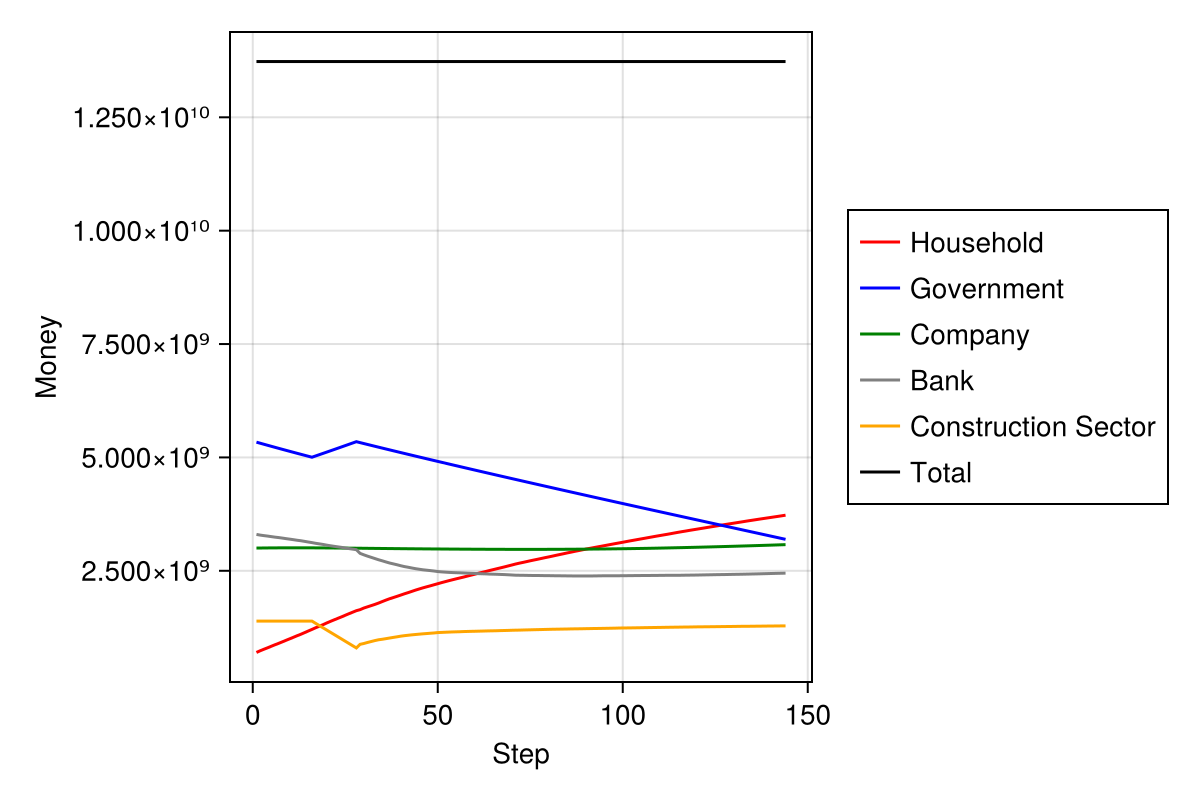 1.250×10¹⁰
1.000×10¹⁰
7.500×10⁹
5.000×10⁹
2.500×10⁹
Money
0
50
100
150
Step
Household
Government
Company
Bank
Construction Sector
Total